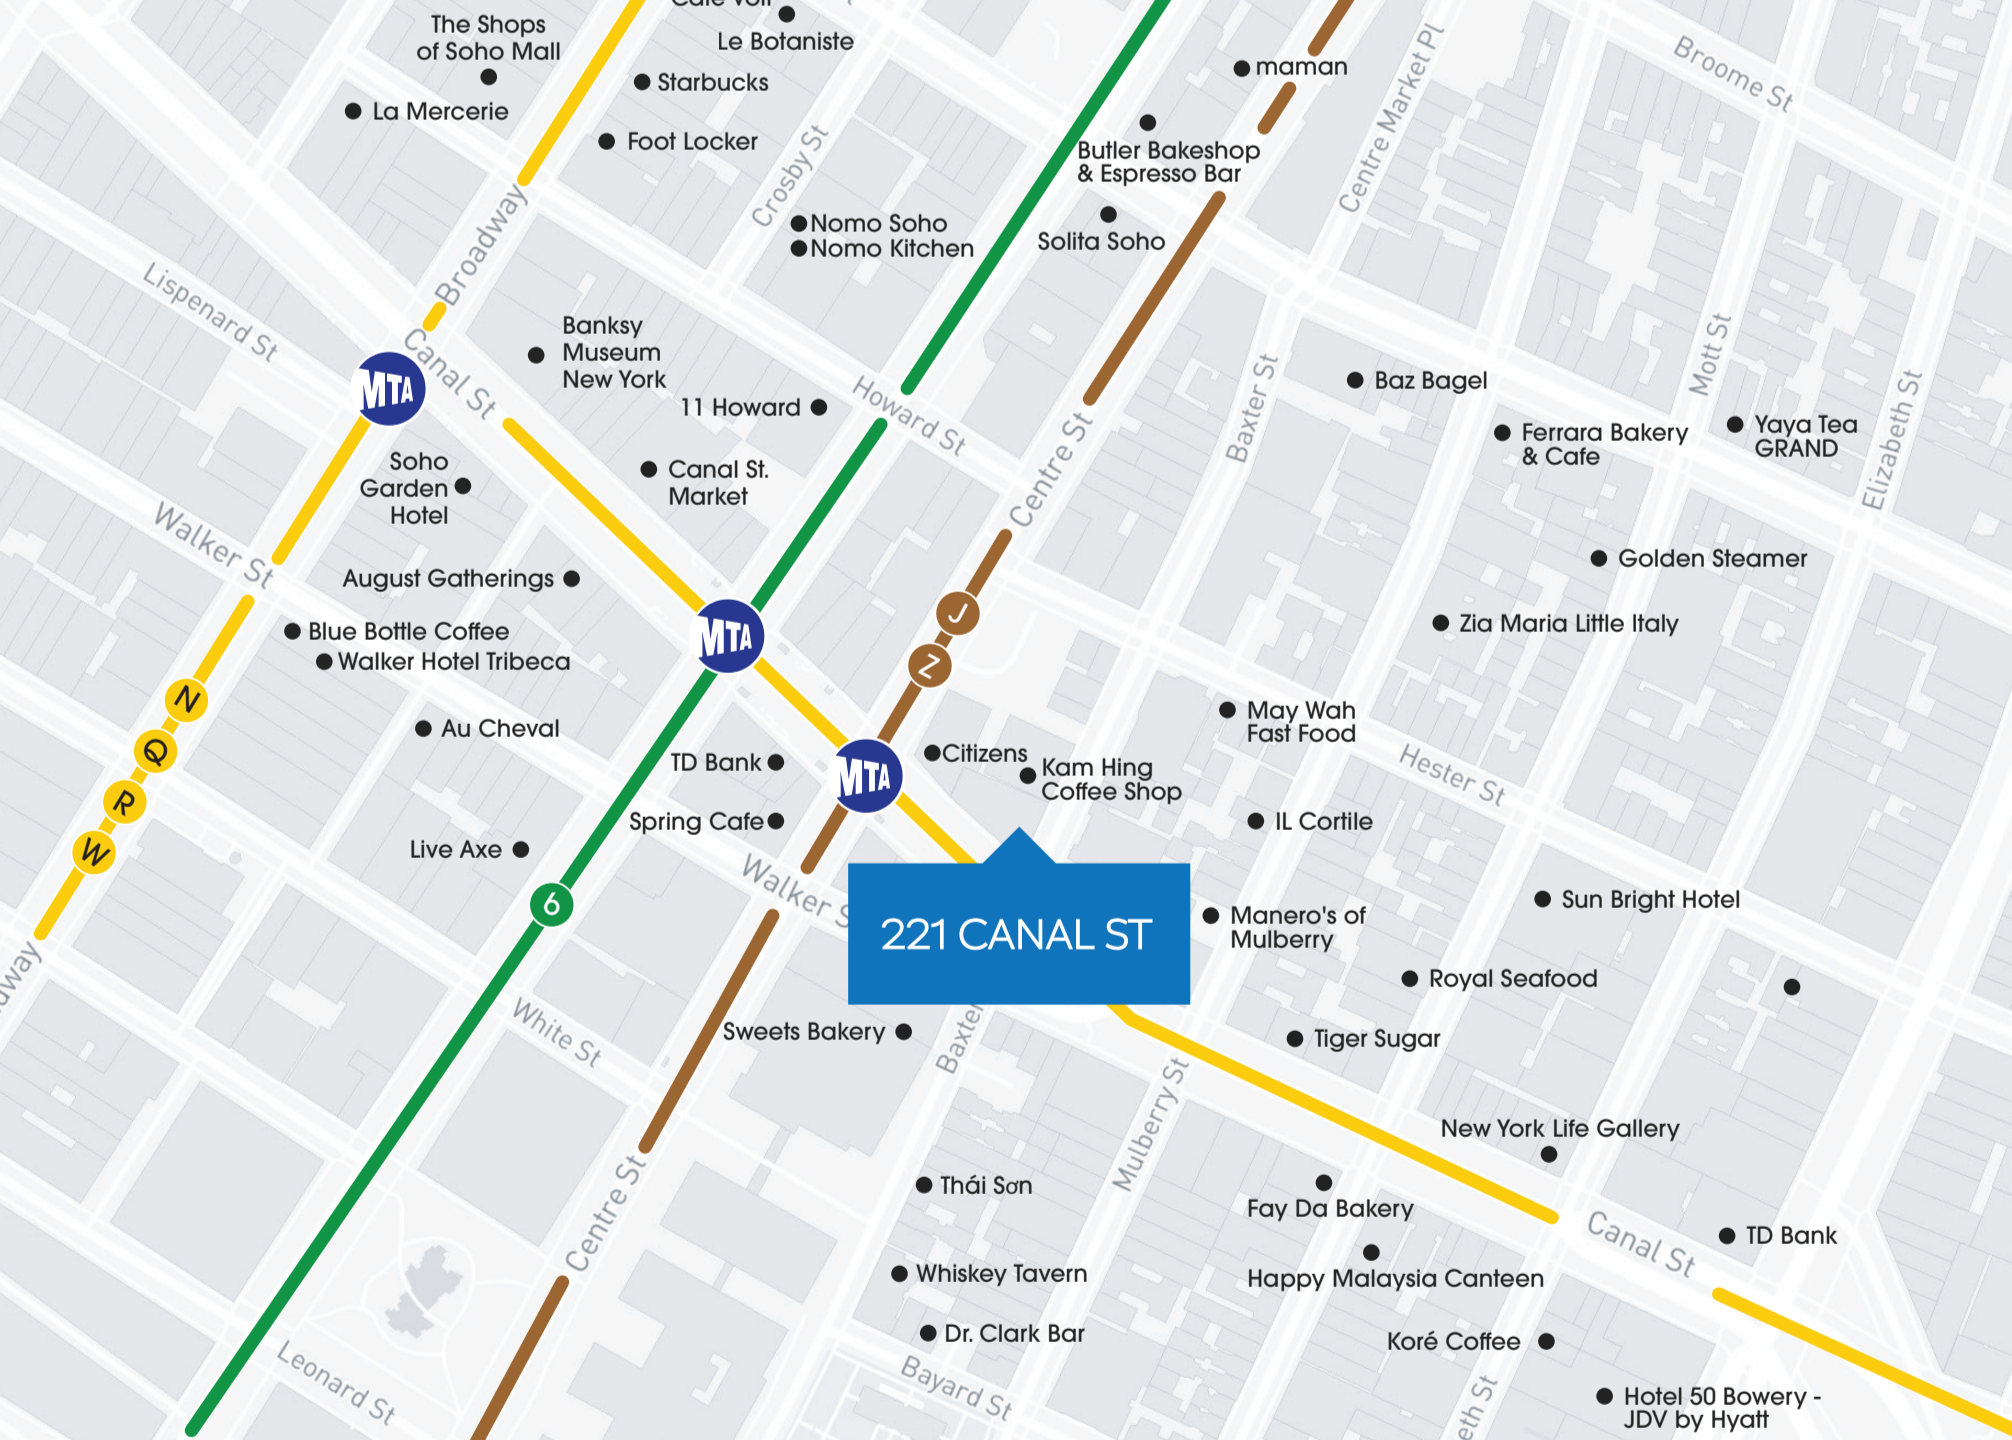 The Shops
of Soho Mall
Le Botaniste
Starbucks
La Mercerie
Foot Locker
maman
Broome St
Centre Market Pl
Butler Bakeshop
& Espresso Bar
Crosby St
Nomo Soho
Nomo Kitchen
Solita Soho
Broadway
Lispenard St
Canal St
MTA
Banksy
Museum
New York
11 Howard
Howard St
Baxter St
Baz Bagel
Mott St
Yaya Tea
GRAND
Elizabeth St
Ferrara Bakery
& Cafe
Soho
Garden
Hotel
Canal St.
Market
Centre St
Walker St
August Gatherings
Golden Steamer
Blue Bottle Coffee
Walker Hotel Tribeca
MTA
J
Z
Zia Maria Little Italy
N
Q
R
W
Au Cheval
TD Bank
MTA
Citizens
Kam Hing
Coffee Shop
May Wah
Fast Food
Hester St
Spring Cafe
IL Cortile
Live Axe
Walker S
6
221 CANAL ST
Manero's of
Mulberry
Sun Bright Hotel
Royal Seafood
dway
White St
Sweets Bakery
Baxter
Tiger Sugar
Mulberry St
New York Life Gallery
Centre St
Thái Sơn
Fay Da Bakery
Canal St
TD Bank
Whiskey Tavern
Happy Malaysia Canteen
Dr. Clark Bar
Koré Coffee
Leonard St
Bayard St
eth St
Hotel 50 Bowery -
JDV by Hyatt